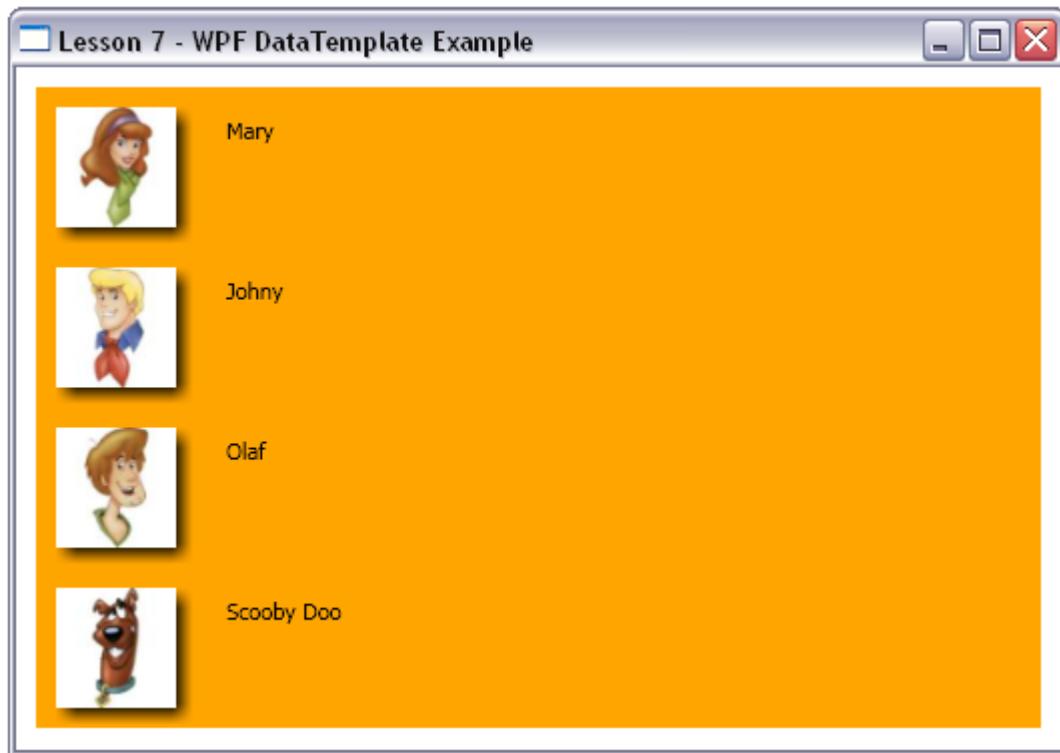 Lesson 7 - WPF DataTemplate Example
Mary
Johny
Olaf
Scooby Doo